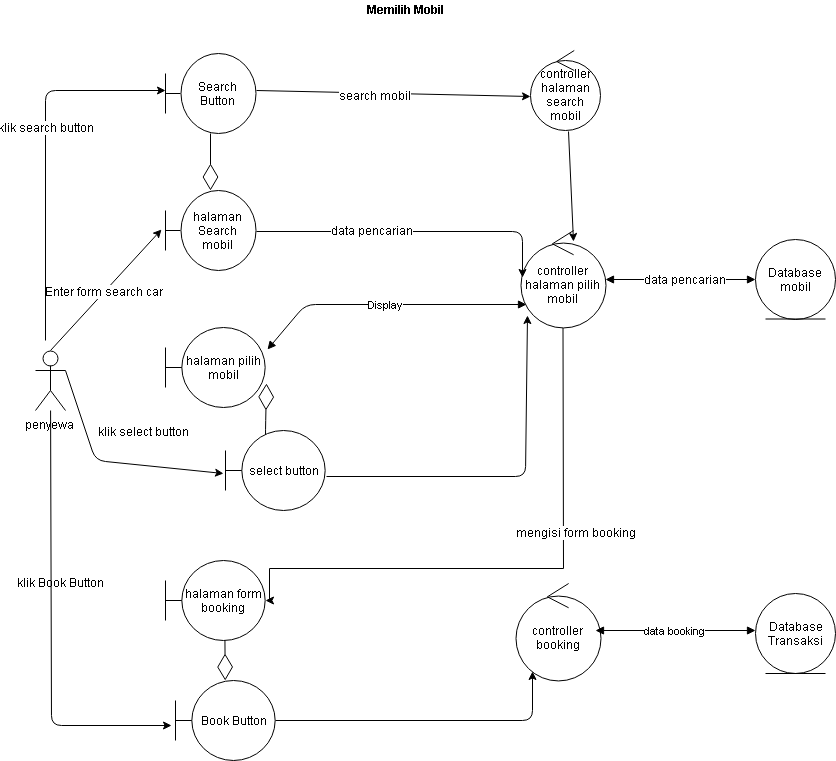 Memilih Mobil
Search
Button
search mobil
controller
halaman
search
mobil
klik search button
halaman
Search
mobil
data pencarian
Enter form search car
controller
halaman pilih
mobil
data pencarian
Database
mobil
Display
halaman pilih
mobil
penyewa
klik select button
select button
mengisi form booking
klik Book Button
halaman form
booking
controller
booking
data booking
Database
Transaksi
Book Button